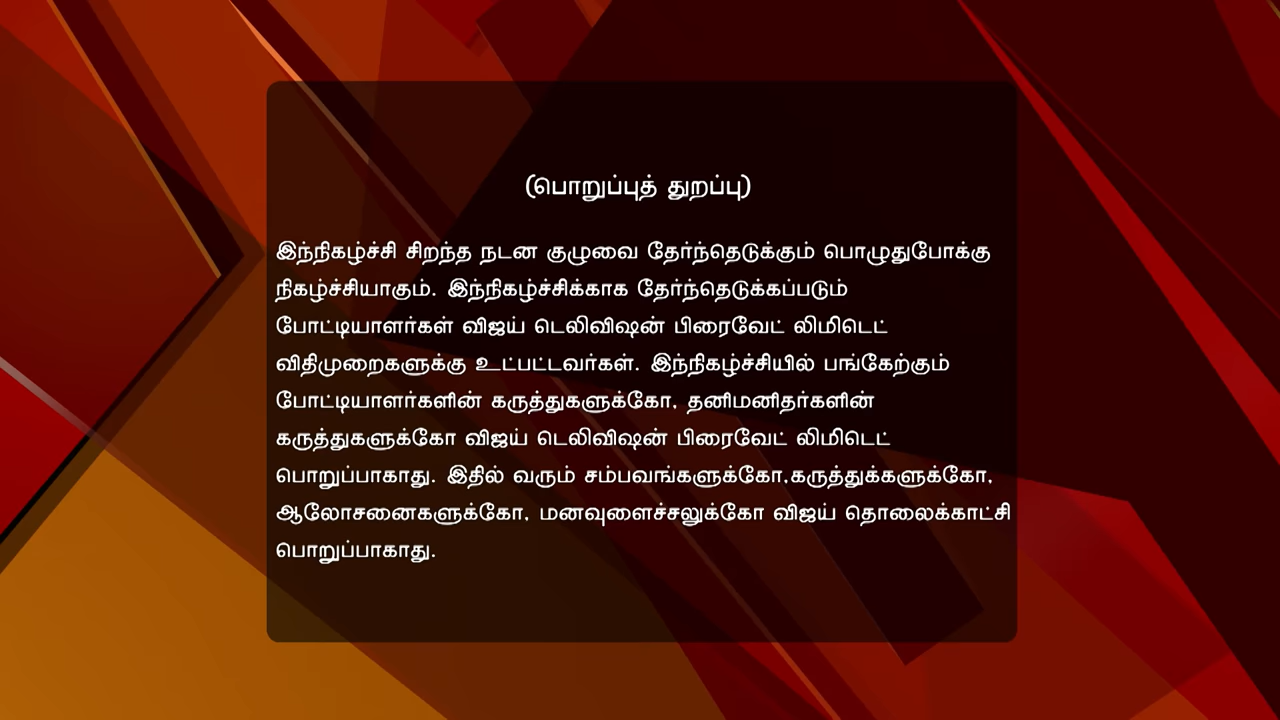 (பொறுப்புத் துறப்பு)
இந்நிகழ்ச்சி சிறந்த நடன குழுவை தேர்ந்தெடுக்கும் பொழுதுபோக்கு
நிகழ்ச்சியாகும். இந்நிகழ்ச்சிக்காக தேர்ந்தெடுக்கப்படும்
போட்டியாளர்கள் விஜய் டெலிவிஷன் பிரைவேட் லிமிடெட்
விதிமுறைகளுக்கு உட்பட்டவர்கள். இந்நிகழ்ச்சியில் பங்கேற்கும்
போட்டியாளர்களின் கருத்துகளுக்கோ, தனிமனிதர்களின்
கருத்துகளுக்கோ விஜய் டெலிவிஷன் பிரைவேட் லிமிடெட்
பொறுப்பாகாது. இதில் வரும் சம்பவங்களுக்கோ,கருத்துக்களுக்கோ,
ஆலோசனைகளுக்கோ, மனவுளைச்சலுக்கோ விஜய் தொலைக்காட்சி
பொறுப்பாகாது.